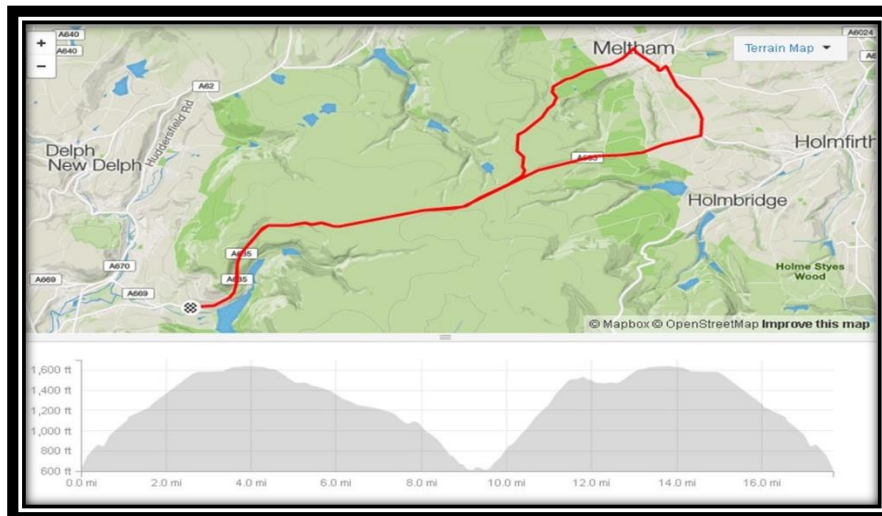 +
−
A640
A640
A62
Huddersfield Rd
Meltham
Terrain Map
A6024
Delph
New Delph
Holmfirth
A635
Holmbridge
A635
A635
A670
A669
A669
Holme Styes
Wood
© Mapbox © OpenStreetMap Improve this map
1,600 ft
1,400 ft
1,200 ft
1,000 ft
800 ft
600 ft
0.0 mi
2.0 mi
4.0 mi
6.0 mi
8.0 mi
10.0 mi
12.0 mi
14.0 mi
16.0 mi